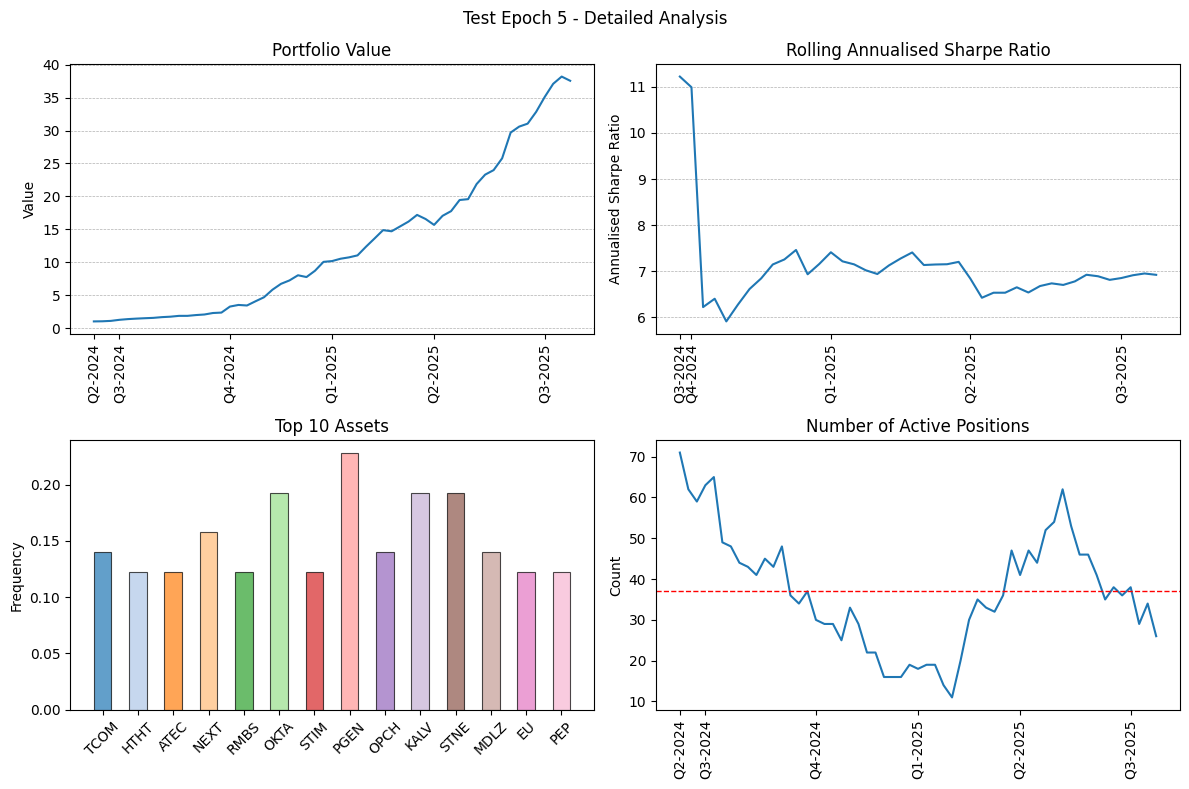 Test Epoch 5 - Detailed Analysis
Portfolio Value
Value
40
35
30
25
20
15
10
5
0
Q2-2024
Q3-2024
Q4-2024
Q1-2025
Q2-2025
Q3-2025
Rolling Annualised Sharpe Ratio
Annualised Sharpe Ratio
11
10
9
8
7
6
Q3-2024
Q4-2024
Q1-2025
Q2-2025
Q3-2025
Top 10 Assets
Frequency
0.20
0.15
0.10
0.05
0.00
TCOM
HTHT
ATEC
NEXT
RMBS
OKTA
STIM
PGEN
OPCH
KALV
STNE
MDLZ
EU
PEP
Number of Active Positions
Count
70
60
50
40
30
20
10
Q2-2024
Q3-2024
Q4-2024
Q1-2025
Q2-2025
Q3-2025